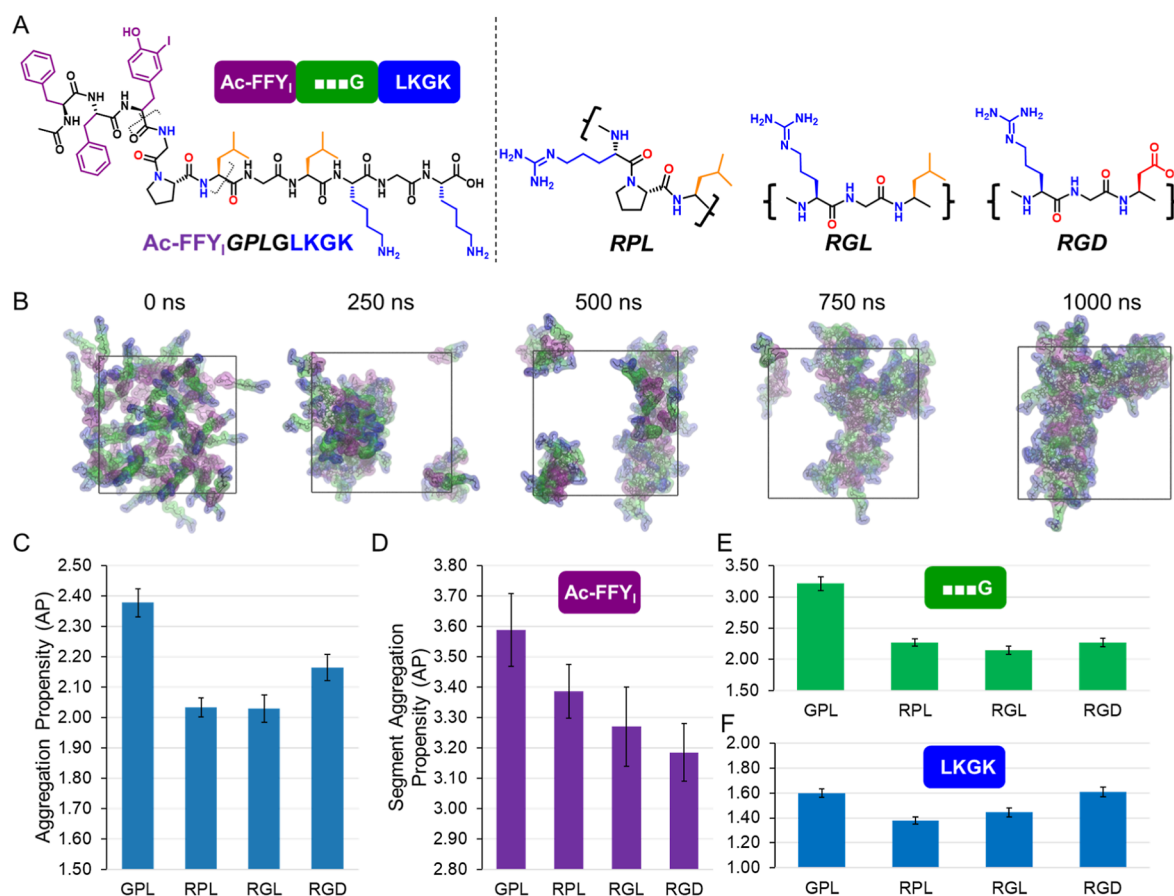 A
OH
I
Ac-FFYI ■■■G LKGK
O
H
N
NH
HN
OH
NH2
Ac-FFYIGPLGLKGK
H2N
NH2
RPL
RGL
RGD
B
0 ns 250 ns 500 ns 750 ns 1000 ns
C
Aggregation Propensity (AP)
2.50
2.40
2.30
2.20
2.10
2.00
1.90
1.80
1.70
1.60
1.50
GPL RPL RGL RGD
D
Ac-FFYI
Segment Aggregation
Propensity (AP)
3.80
3.70
3.60
3.50
3.40
3.30
3.20
3.10
3.00
2.90
2.80
GPL RPL RGL RGD
E
■■■G
3.50
3.00
2.50
2.00
1.50
GPL RPL RGL RGD
F
LKGK
2.00
1.80
1.60
1.40
1.20
1.00
GPL RPL RGL RGD